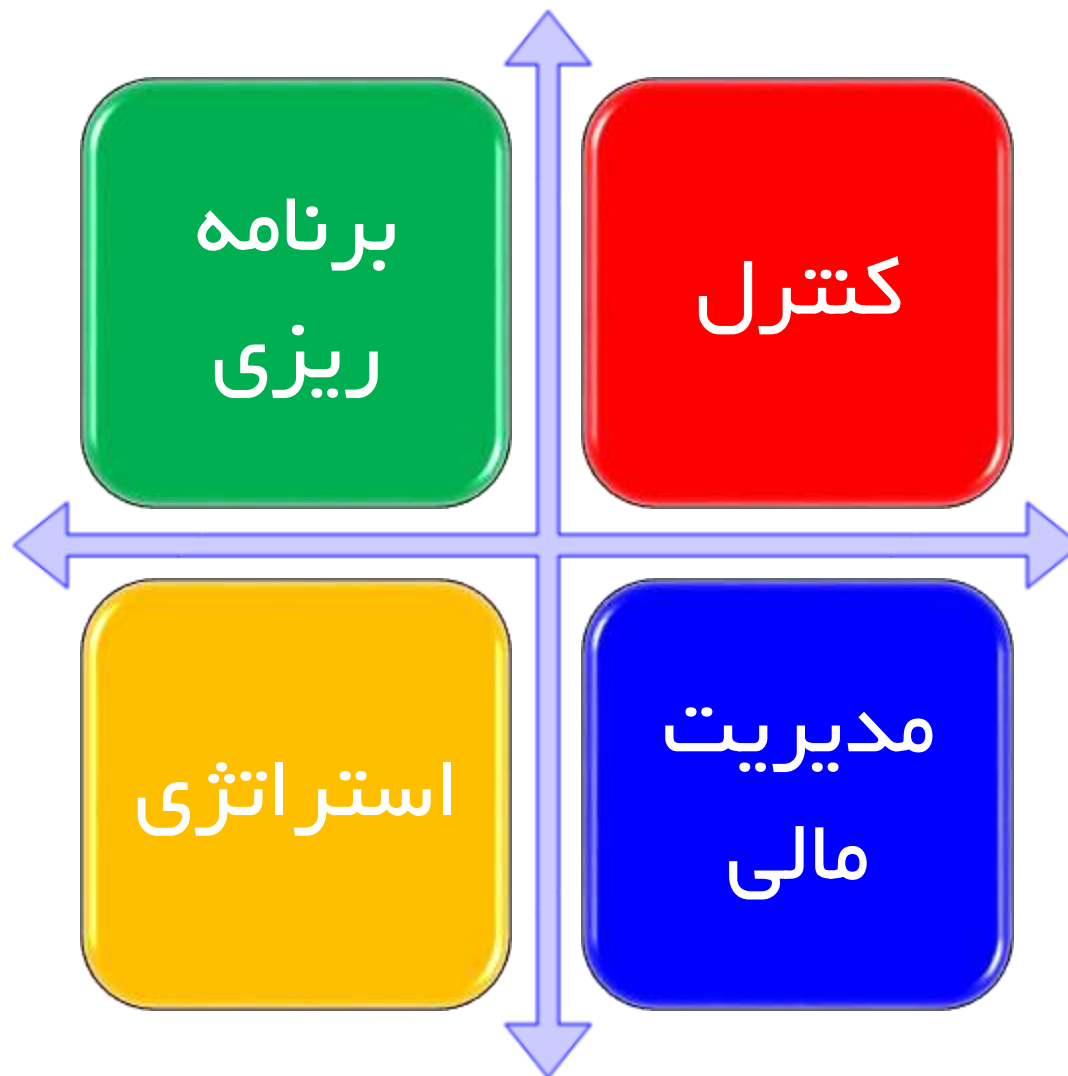 کنترل
برنامه
ریزی
مدیریت
مالی
استراتژی